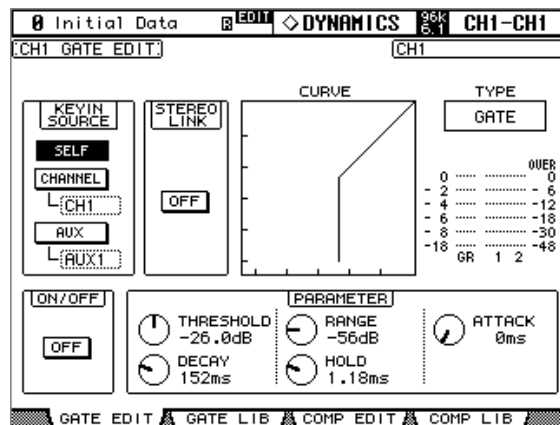 0 Initial Data R EDIT ◇DYNAMICS 96K 6.1 CH1-CH1
CH1 GATE EDIT
CH1
CURVE
TYPE
KEYIN SOURCE
STEREO LINK
GATE
SELF
CHANNEL
CH1
AUX
AUX1
OFF
OVER
0 0
- 2 - 6
- 4 -12
- 6 -18
- 8 -30
-18 -48
GR 1 2
ON/OFF
OFF
PARAMETER
THRESHOLD
-26.0dB
RANGE
-56dB
ATTACK
0ms
DECAY
152ms
HOLD
1.18ms
GATE EDIT GATE LIB COMP EDIT COMP LIB